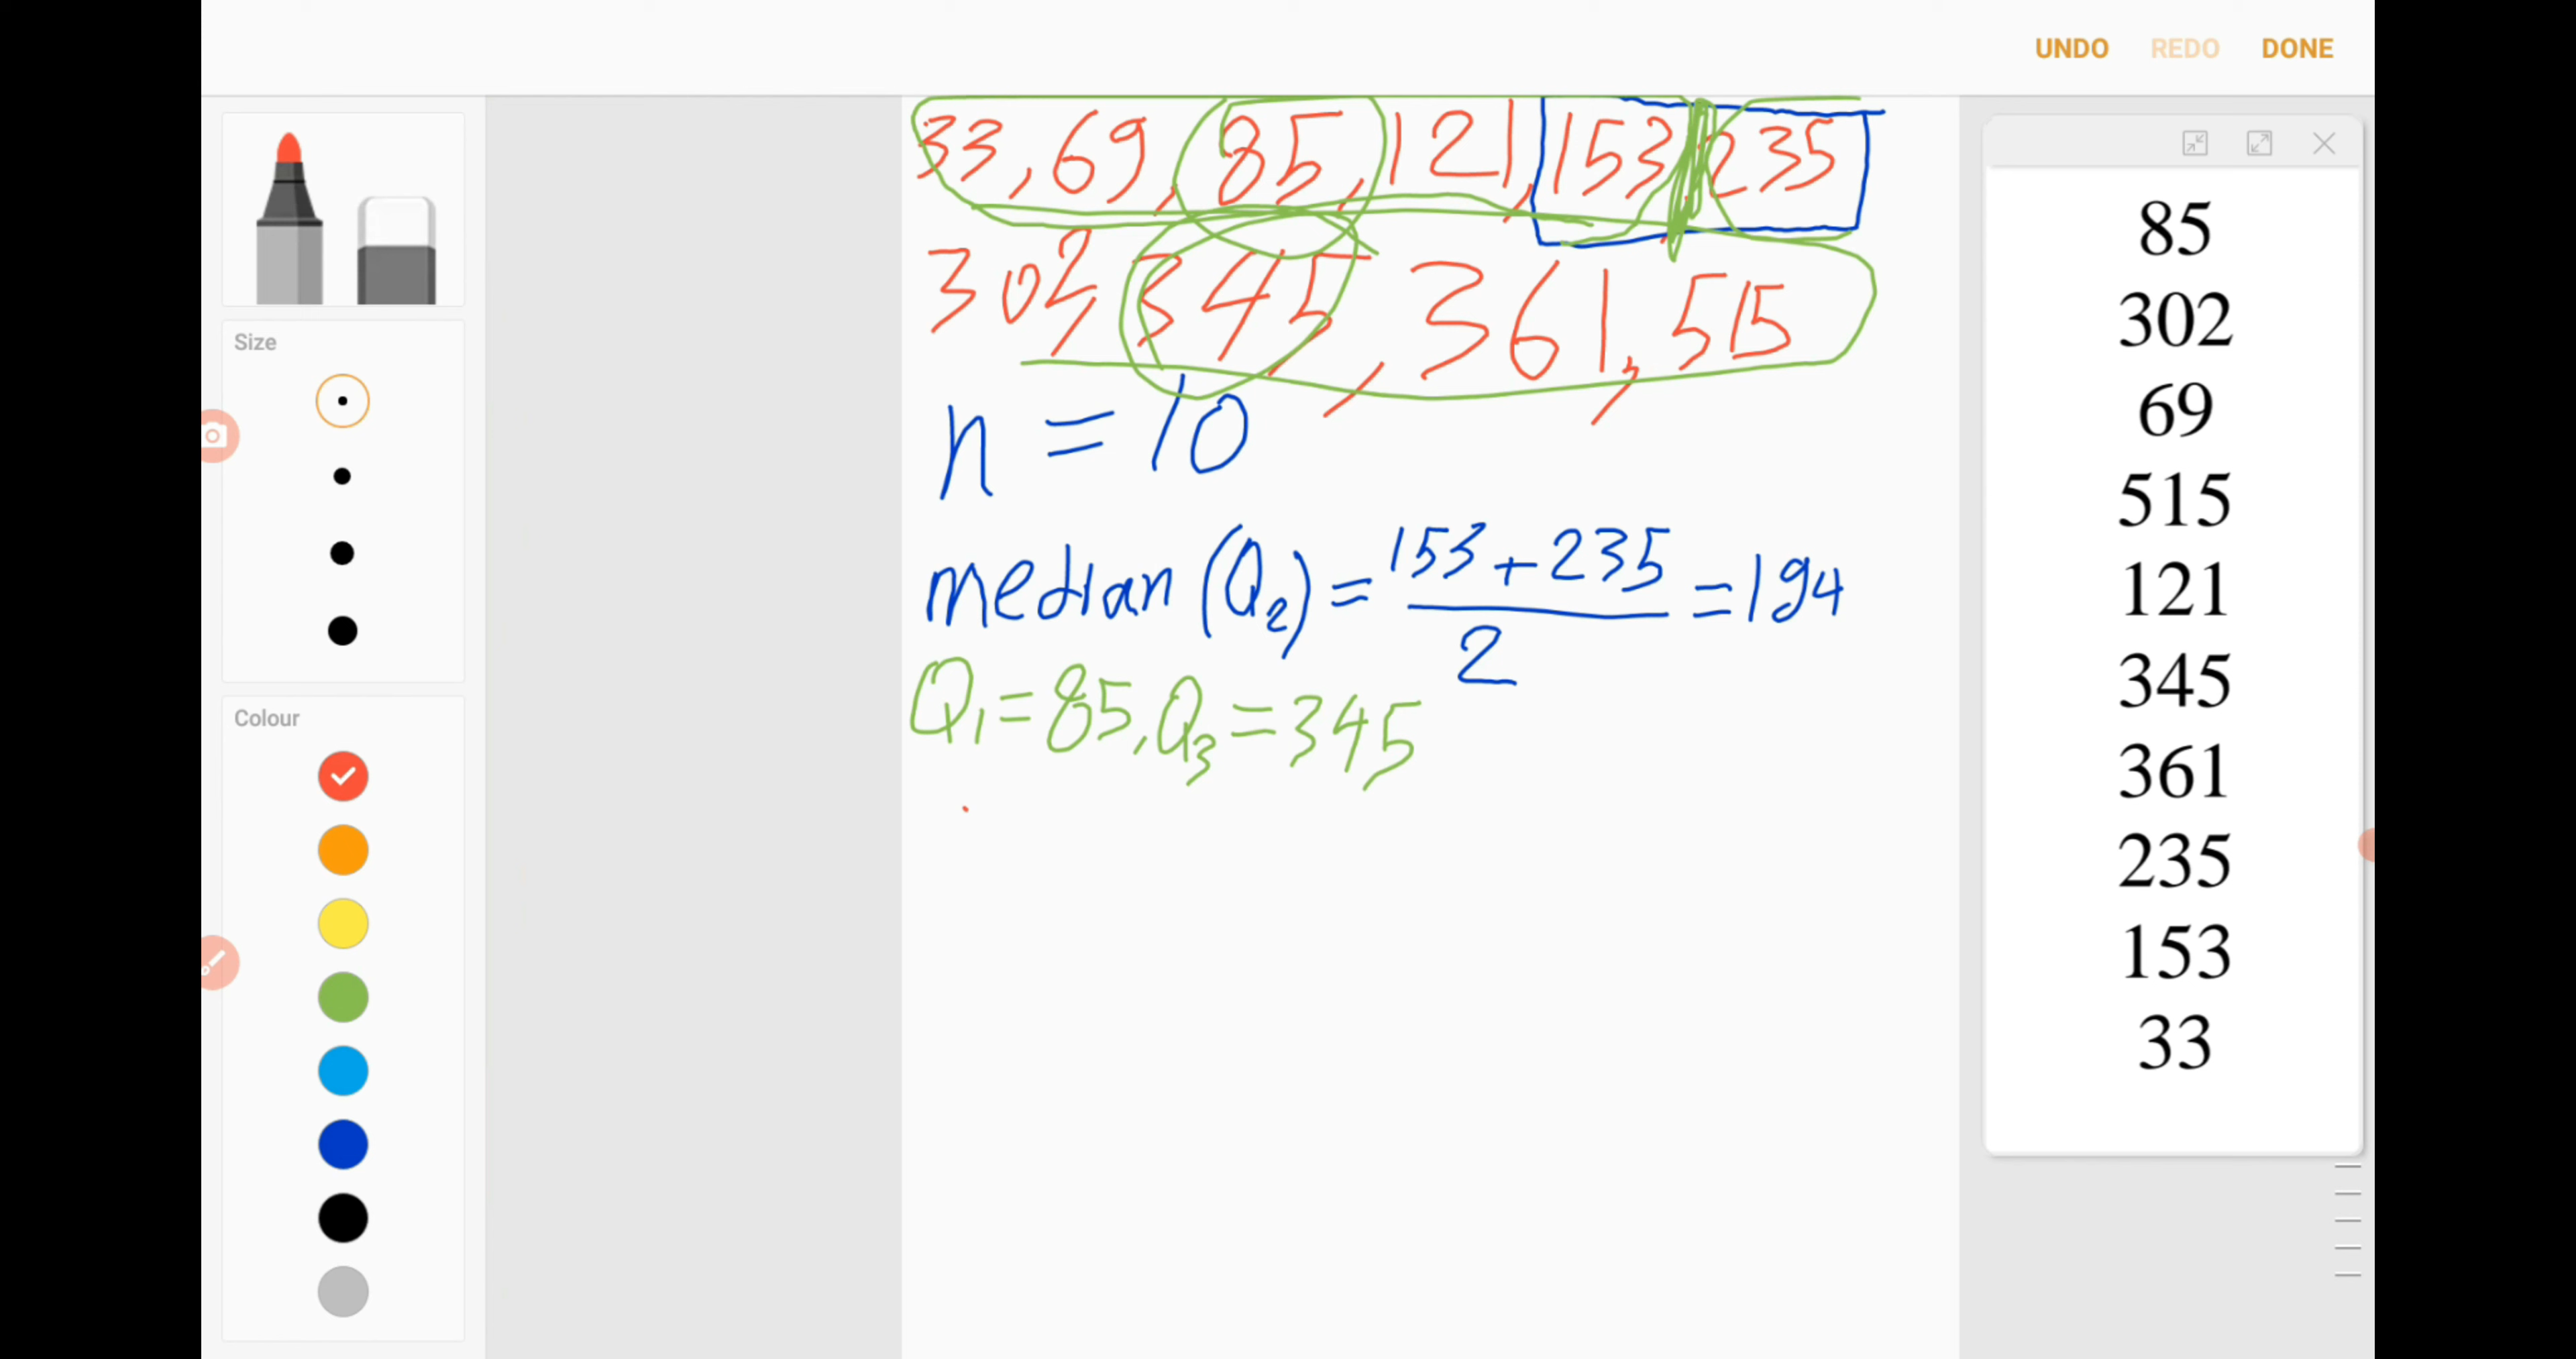 UNDO REDO DONE
33, 69, 85, 121, 153, 235
302, 345, 361, 515
n = 10
median (Q₂) = 153 + 235 / 2 = 194
Q₁ = 85, Q₃ = 345
Size
Colour
85
302
69
515
121
345
361
235
153
33